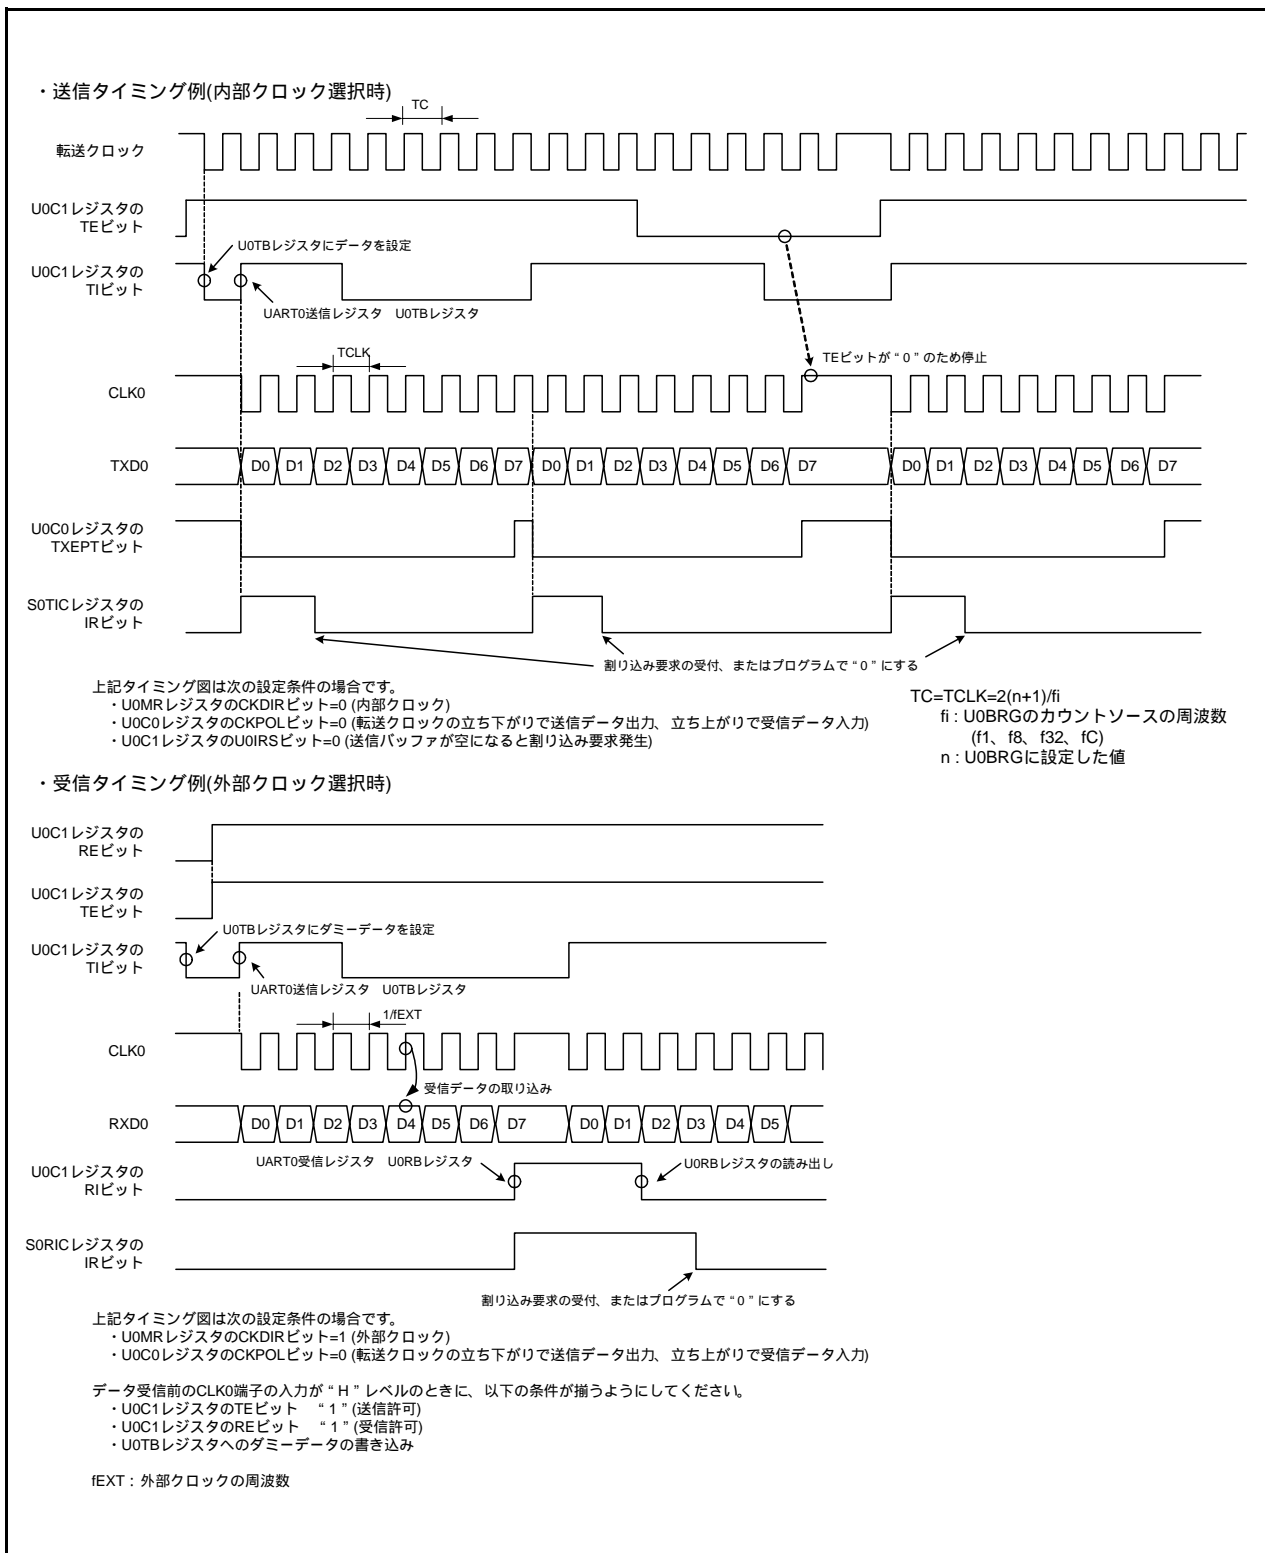 ・送信タイミング例(内部クロック選択時)
TC
転送クロック
U0C1レジスタの
TEビット
U0TBレジスタにデータを設定
U0C1レジスタの
TIビット
UART0送信レジスタ　U0TBレジスタ
TEビットが“0”のため停止
TCLK
CLK0
TXD0
D0 D1 D2 D3 D4 D5 D6 D7 D0 D1 D2 D3 D4 D5 D6 D7 D0 D1 D2 D3 D4 D5 D6 D7
U0C0レジスタの
TXEPTビット
S0TICレジスタの
IRビット
割り込み要求の受付、またはプログラムで“0”にする
上記タイミング図は次の設定条件の場合です。
・U0MRレジスタのCKDIRビット=0 (内部クロック)
・U0C0レジスタのCKPOLビット=0 (転送クロックの立ち下がりで送信データ出力、立ち上がりで受信データ入力)
・U0C1レジスタのU0IRSビット=0 (送信バッファが空になると割り込み要求発生)
TC=TCLK=2(n+1)/fi
fi : U0BRGのカウントソースの周波数
(f1、f8、f32、fC)
n : U0BRGに設定した値
・受信タイミング例(外部クロック選択時)
U0C1レジスタの
REビット
U0C1レジスタの
TEビット
U0TBレジスタにダミーデータを設定
U0C1レジスタの
TIビット
UART0送信レジスタ　U0TBレジスタ
1/fEXT
CLK0
受信データの取り込み
RXD0
D0 D1 D2 D3 D4 D5 D6 D7 D0 D1 D2 D3 D4 D5
UART0受信レジスタ　U0RBレジスタ
U0RBレジスタの読み出し
U0C1レジスタの
RIビット
S0RICレジスタの
IRビット
割り込み要求の受付、またはプログラムで“0”にする
上記タイミング図は次の設定条件の場合です。
・U0MRレジスタのCKDIRビット=1 (外部クロック)
・U0C0レジスタのCKPOLビット=0 (転送クロックの立ち下がりで送信データ出力、立ち上がりで受信データ入力)
データ受信前のCLK0端子の入力が“H”レベルのときに、以下の条件が揃うようにしてください。
・U0C1レジスタのTEビット　“1”(送信許可)
・U0C1レジスタのREビット　“1”(受信許可)
・U0TBレジスタへのダミーデータの書き込み
fEXT : 外部クロックの周波数